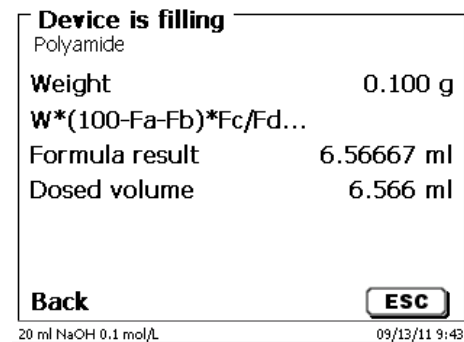 Device is filling
Polyamide
Weight 0.100 g
W*(100-Fa-Fb)*Fc/Fd...
Formula result 6.56667 ml
Dosed volume 6.566 ml
Back ESC
20 ml NaOH 0.1 mol/L 09/13/11 9:43